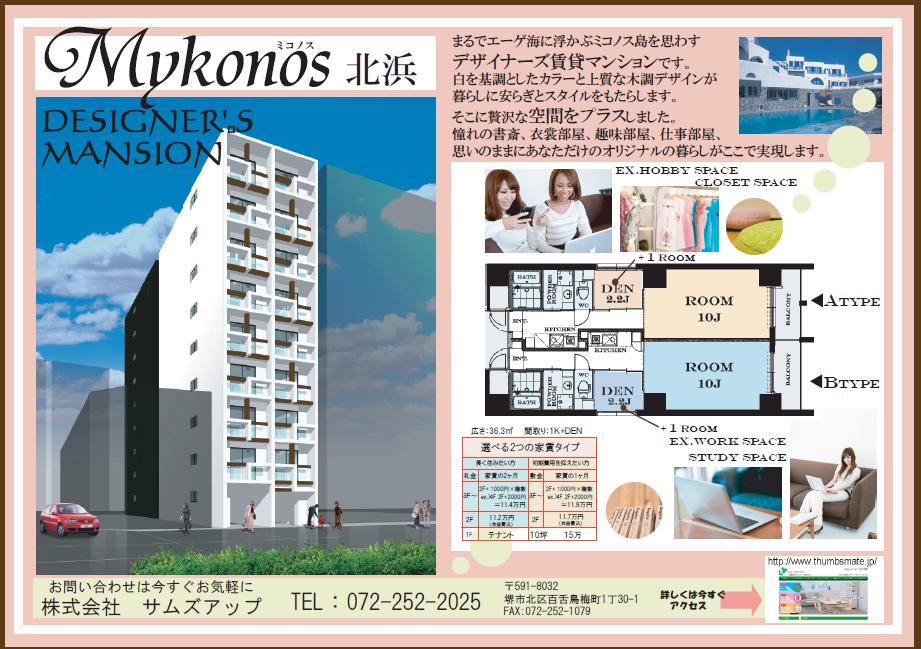 Mykonos 北浜
ミコノス
DESIGNER'S
MANSION
まるでエーゲ海に浮かぶミコノス島を思わす
デザイナーズ賃貸マンションです。
白を基調としたカラーと上質な木調デザインが
暮らしに安らぎとスタイルをもたらします。
そこに贅沢な空間をプラスしました。
憧れの書斎、衣裳部屋、趣味部屋、仕事部屋、
思いのままにあなただけのオリジナルの暮らしがここで実現します。
EX.HOBBY SPACE
CLOSET SPACE
+1 ROOM
BATH
POWDER ROOM
WC
DEN
2.2J
ROOM
10J
BALCONY
ATYPE
ENT.
KITCHEN
KITCHEN
ENT.
BATH
POWDER ROOM
WC
DEN
2.2J
ROOM
10J
BALCONY
BTYPE
+1 ROOM
EX.WORK SPACE
STUDY SPACE
広さ:36.3㎡ 間取り:1K+DEN
選べる2つの家賃タイプ
長く住みたい方 初期費用を抑えたい方
礼金 家賃の2ヶ月 敷金 家賃の1ヶ月
3F～ 2F+1000円×階数 ex.)4F 2F+2000円 =11.4万円 3F～ 2F+1000円×階数 ex.)4F 2F+2000円 =11.9万円
2F 11.2万円 (共益費込) 2F 11.7万円 (共益費込)
1F テナント 10坪 15万
お問い合わせは今すぐお気軽に
株式会社 サムズアップ
TEL：072-252-2025
〒591-8032
堺市北区百舌鳥梅町1丁30-1
FAX:072-252-1079
詳しくは今すぐ
アクセス
http://www.thumbsmate.jp/